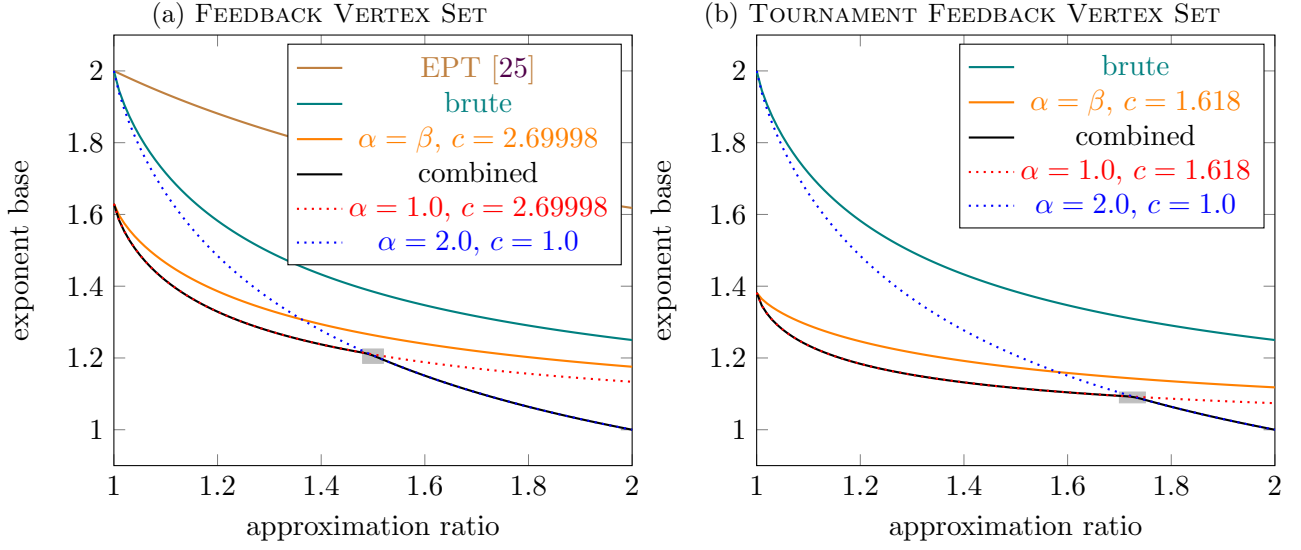 (a) FEEDBACK VERTEX SET
EPT [25]
brute
α = β, c = 2.69998
combined
α = 1.0, c = 2.69998
α = 2.0, c = 1.0
exponent base
2
1.8
1.6
1.4
1.2
1
1 1.2 1.4 1.6 1.8 2
approximation ratio
(b) TOURNAMENT FEEDBACK VERTEX SET
brute
α = β, c = 1.618
combined
α = 1.0, c = 1.618
α = 2.0, c = 1.0
exponent base
2
1.8
1.6
1.4
1.2
1
1 1.2 1.4 1.6 1.8 2
approximation ratio